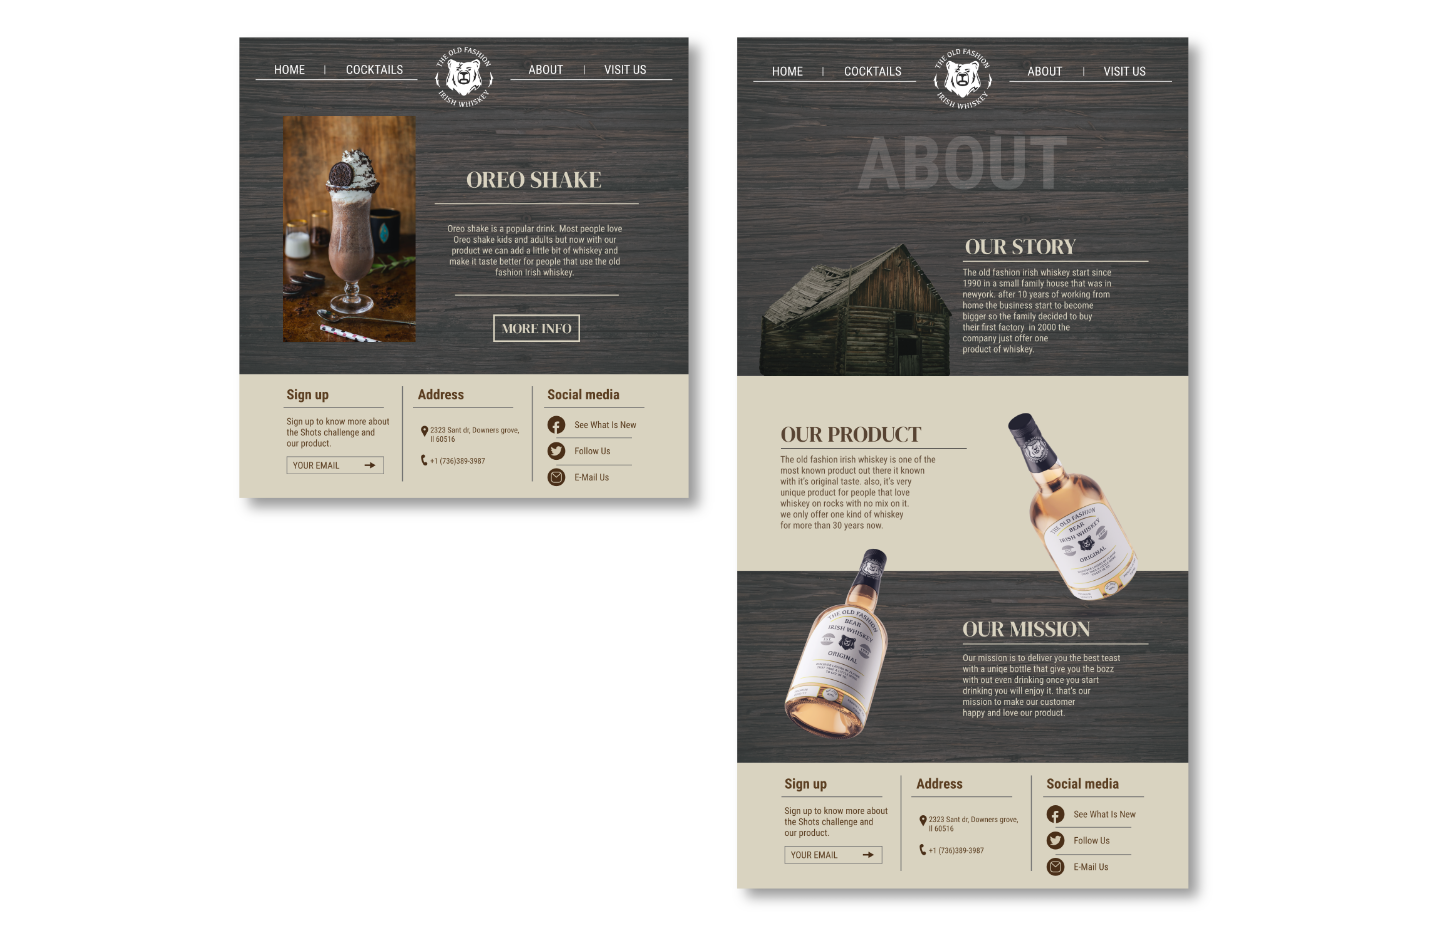 HOME | COCKTAILS
THE OLD FASHION
IRISH WHISKEY
ABOUT | VISIT US
OREO SHAKE
Oreo shake is a popular drink. Most people love
Oreo shake kids and adults but now with our
product we can add a little bit of whiskey and
make it taste better for people that use the old
fashion Irish whiskey.
MORE INFO
Sign up
Sign up to know more about
the Shots challenge and
our product.
YOUR EMAIL
Address
2323 Sant dr, Downers grove,
Il 60516
+1 (736)389-3987
Social media
See What Is New
Follow Us
E-Mail Us
HOME | COCKTAILS
THE OLD FASHION
IRISH WHISKEY
ABOUT | VISIT US
ABOUT
OUR STORY
The old fashion irish whiskey start since
1990 in a small family house that was in
newyork. after 10 years of working from
home the business start to become
bigger so the family decided to buy
their first factory in 2000 the
company just offer one
product of whiskey.
OUR PRODUCT
The old fashion irish whiskey is one of the
most known product out there it known
with it's original taste. also, it's very
unique product for people that love
whiskey on rocks with no mix on it.
we only offer one kind of whiskey
for more than 30 years now.
THE OLD FASHION
BEAR
IRISH WHISKEY
ORIGINAL
THE OLD FASHION
BEAR
IRISH WHISKEY
ORIGINAL
OUR MISSION
Our mission is to deliver you the best teast
with a uniqe bottle that give you the bozz
with out even drinking once you start
drinking you will enjoy it. that's our
mission to make our customer
happy and love our product.
Sign up
Sign up to know more about
the Shots challenge and
our product.
YOUR EMAIL
Address
2323 Sant dr, Downers grove,
Il 60516
+1 (736)389-3987
Social media
See What Is New
Follow Us
E-Mail Us